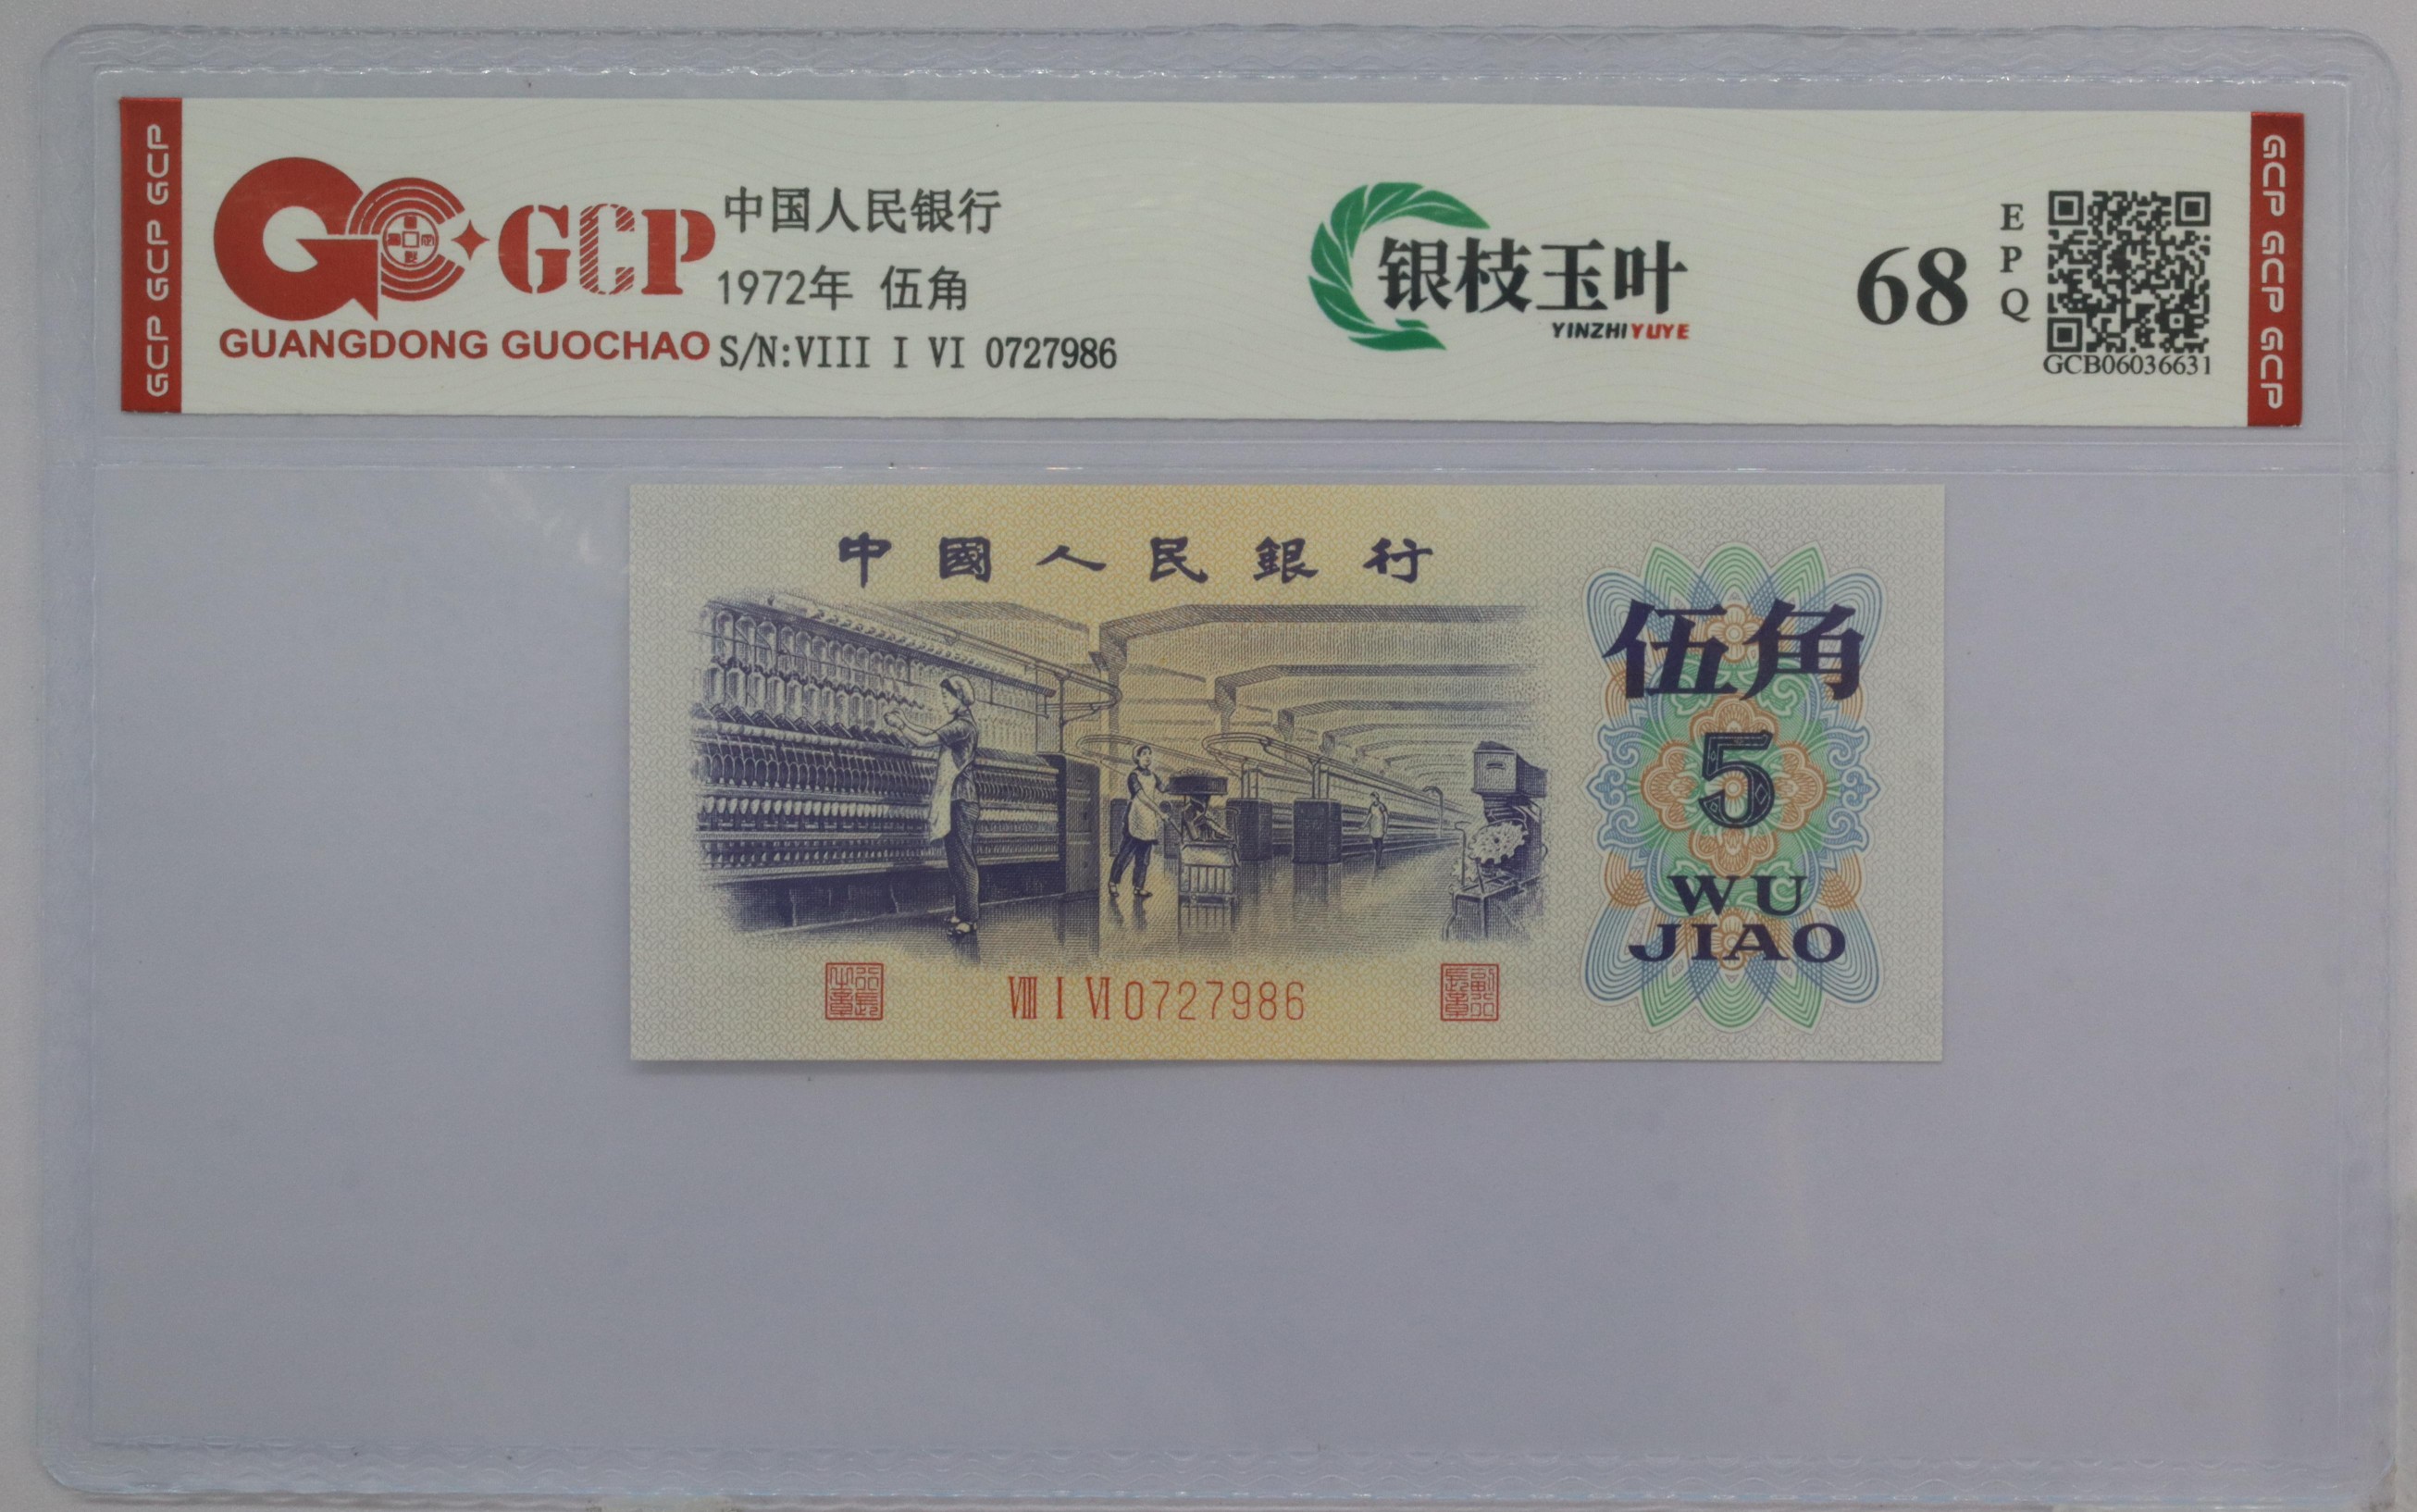 GCP GCP GCP
GCP
GUANGDONG GUOCHAO
中国人民银行
1972年 伍角
S/N:VIII I VI 0727986
银枝玉叶
YINZHIYUYE
68
EPQ
GCB06036631
GCP GCP GCP
中國人民銀行
伍角
5
WU
JIAO
VIII I VI 0727986